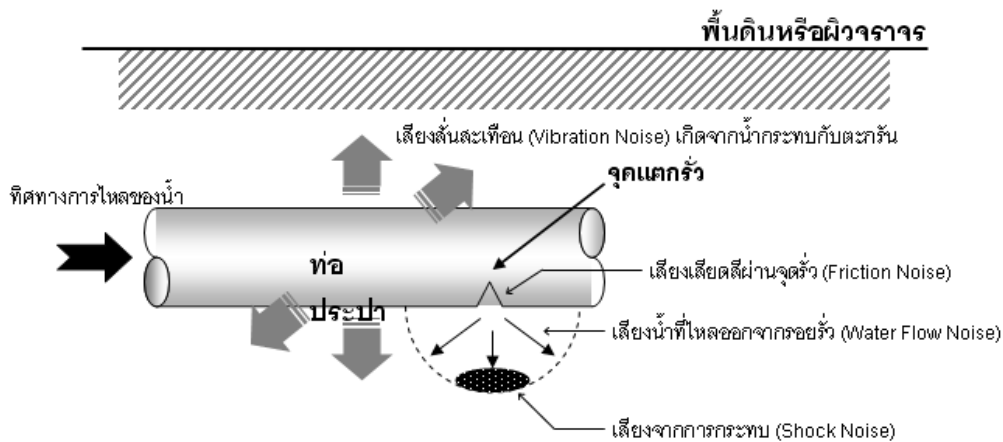 พื้นดินหรือผิวจราจร
เสียงสั่นสะเทือน (Vibration Noise) เกิดจากน้ำกระทบกับตะกรัน
จุดแตกรั่ว
ทิศทางการไหลของน้ำ
ท่อ
ประปา
เสียงเสียดสีผ่านจุดรั่ว (Friction Noise)
เสียงน้ำที่ไหลออกจากรอยรั่ว (Water Flow Noise)
เสียงจากการกระทบ (Shock Noise)